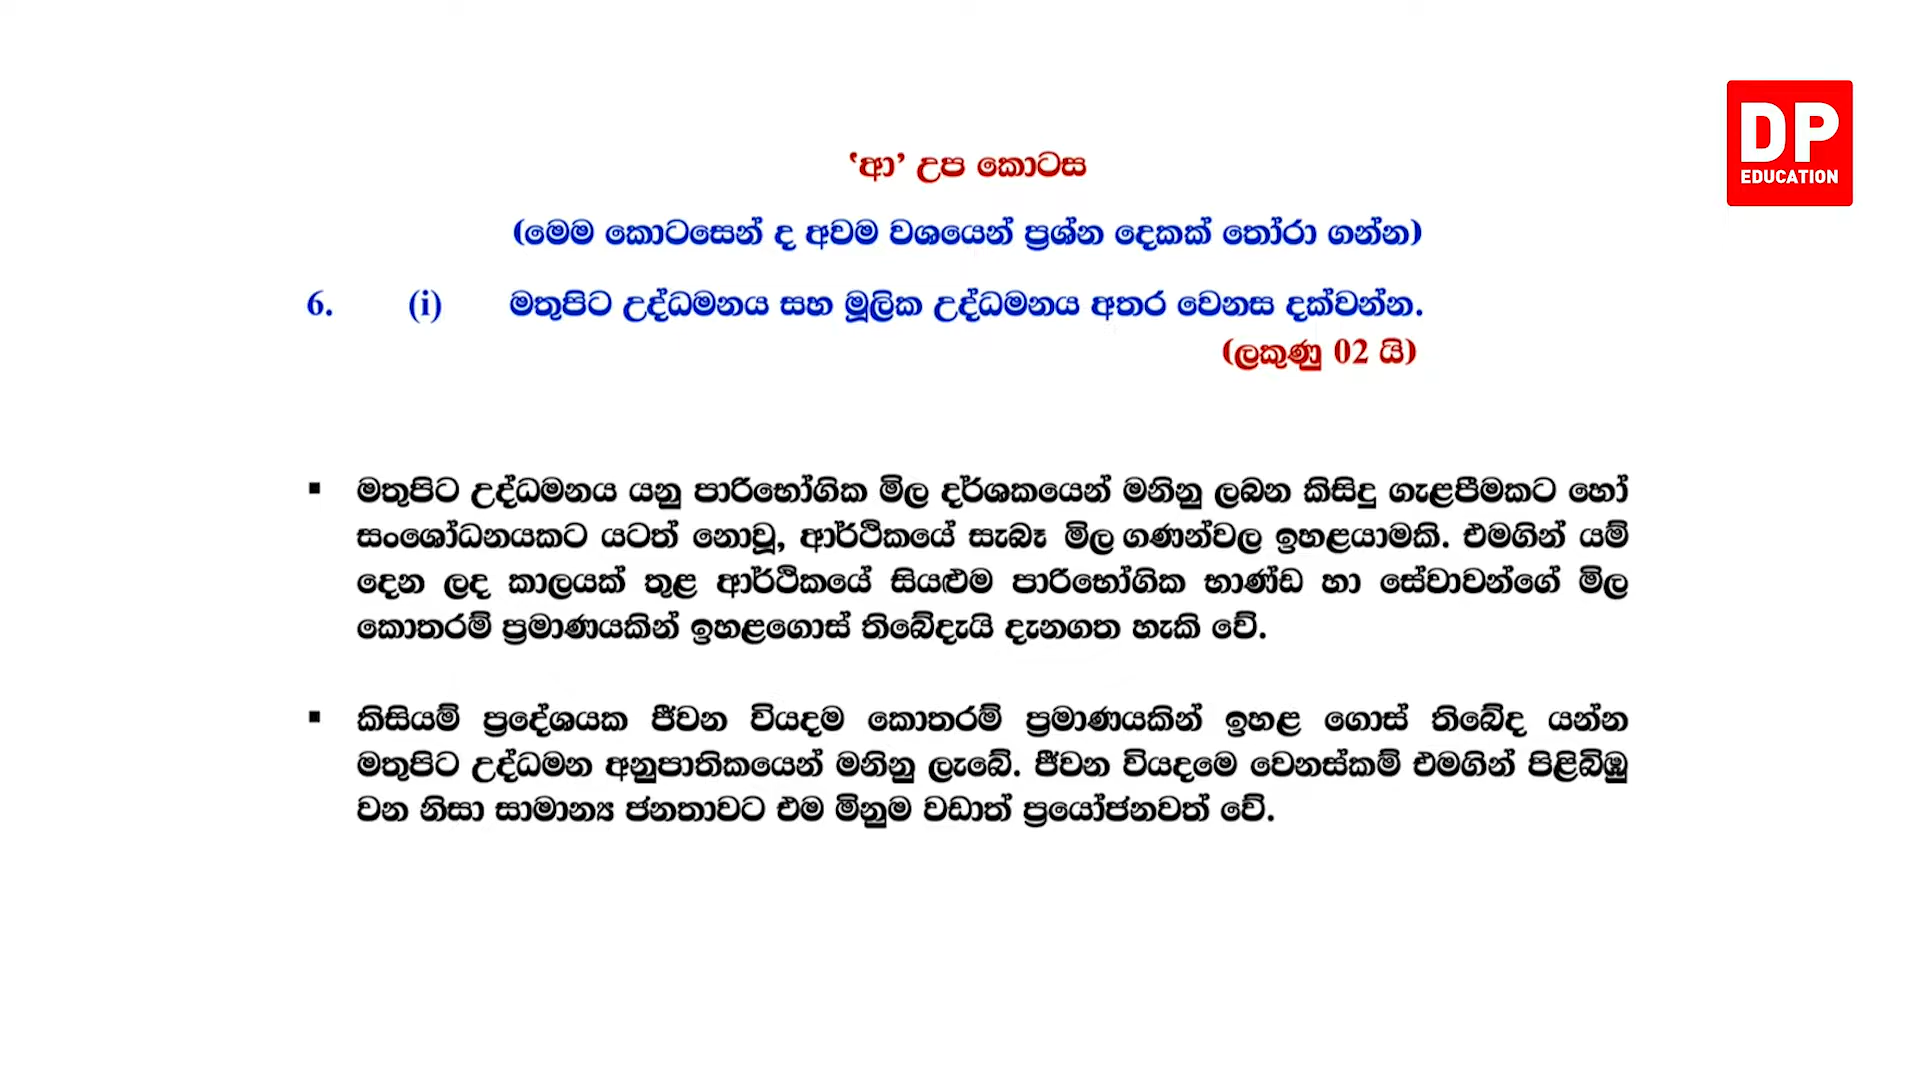 DP
EDUCATION
‘ආ’ උප කොටස
(මෙම කොටසෙන් ද අවම වශයෙන් ප්‍රශ්න දෙකක් තෝරා ගන්න)
6. (i) මතුපිට උද්ධමනය සහ මූලික උද්ධමනය අතර වෙනස දක්වන්න.
(ලකුණු 02 යි)
▪ මතුපිට උද්ධමනය යනු පාරිභෝගික මිල දර්ශකයෙන් මනිනු ලබන කිසිදු ගැළපීමකට හෝ
සංශෝධනයකට යටත් නොවූ, ආර්ථිකයේ සැබෑ මිල ගණන්වල ඉහළයාමකි. එමගින් යම්
දෙන ලද කාලයක් තුළ ආර්ථිකයේ සියළුම පාරිභෝගික භාණ්ඩ හා සේවාවන්ගේ මිල
කොතරම් ප්‍රමාණයකින් ඉහළගොස් තිබේදැයි දැනගත හැකි වේ.
▪ කිසියම් ප්‍රදේශයක ජීවන වියදම කොතරම් ප්‍රමාණයකින් ඉහළ ගොස් තිබේද යන්න
මතුපිට උද්ධමන අනුපාතිකයෙන් මනිනු ලැබේ. ජීවන වියදමෙ වෙනස්කම් එමගින් පිළිබිඹු
වන නිසා සාමාන්‍ය ජනතාවට එම මිනුම වඩාත් ප්‍රයෝජනවත් වේ.